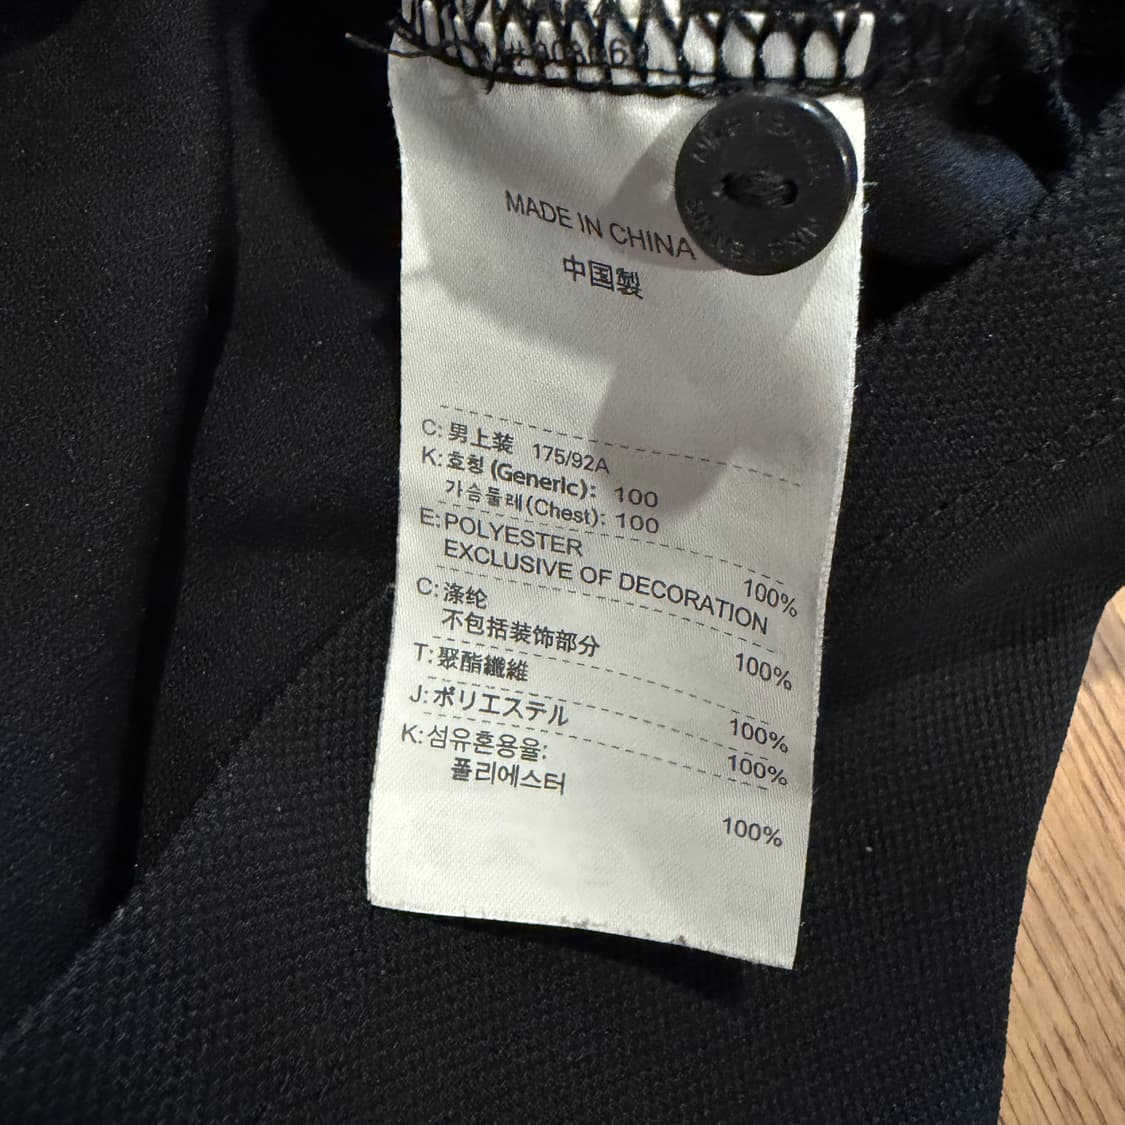 MADE IN CHINA
中国製
C: 男上装 175/92A
K: 호칭 (Generic): 100
가슴둘레(Chest): 100
E: POLYESTER 100%
EXCLUSIVE OF DECORATION
C: 涤纶 100%
不包括装饰部分
T: 聚酯纖維 100%
J: ポリエステル 100%
K: 섬유혼용율:
폴리에스터 100%